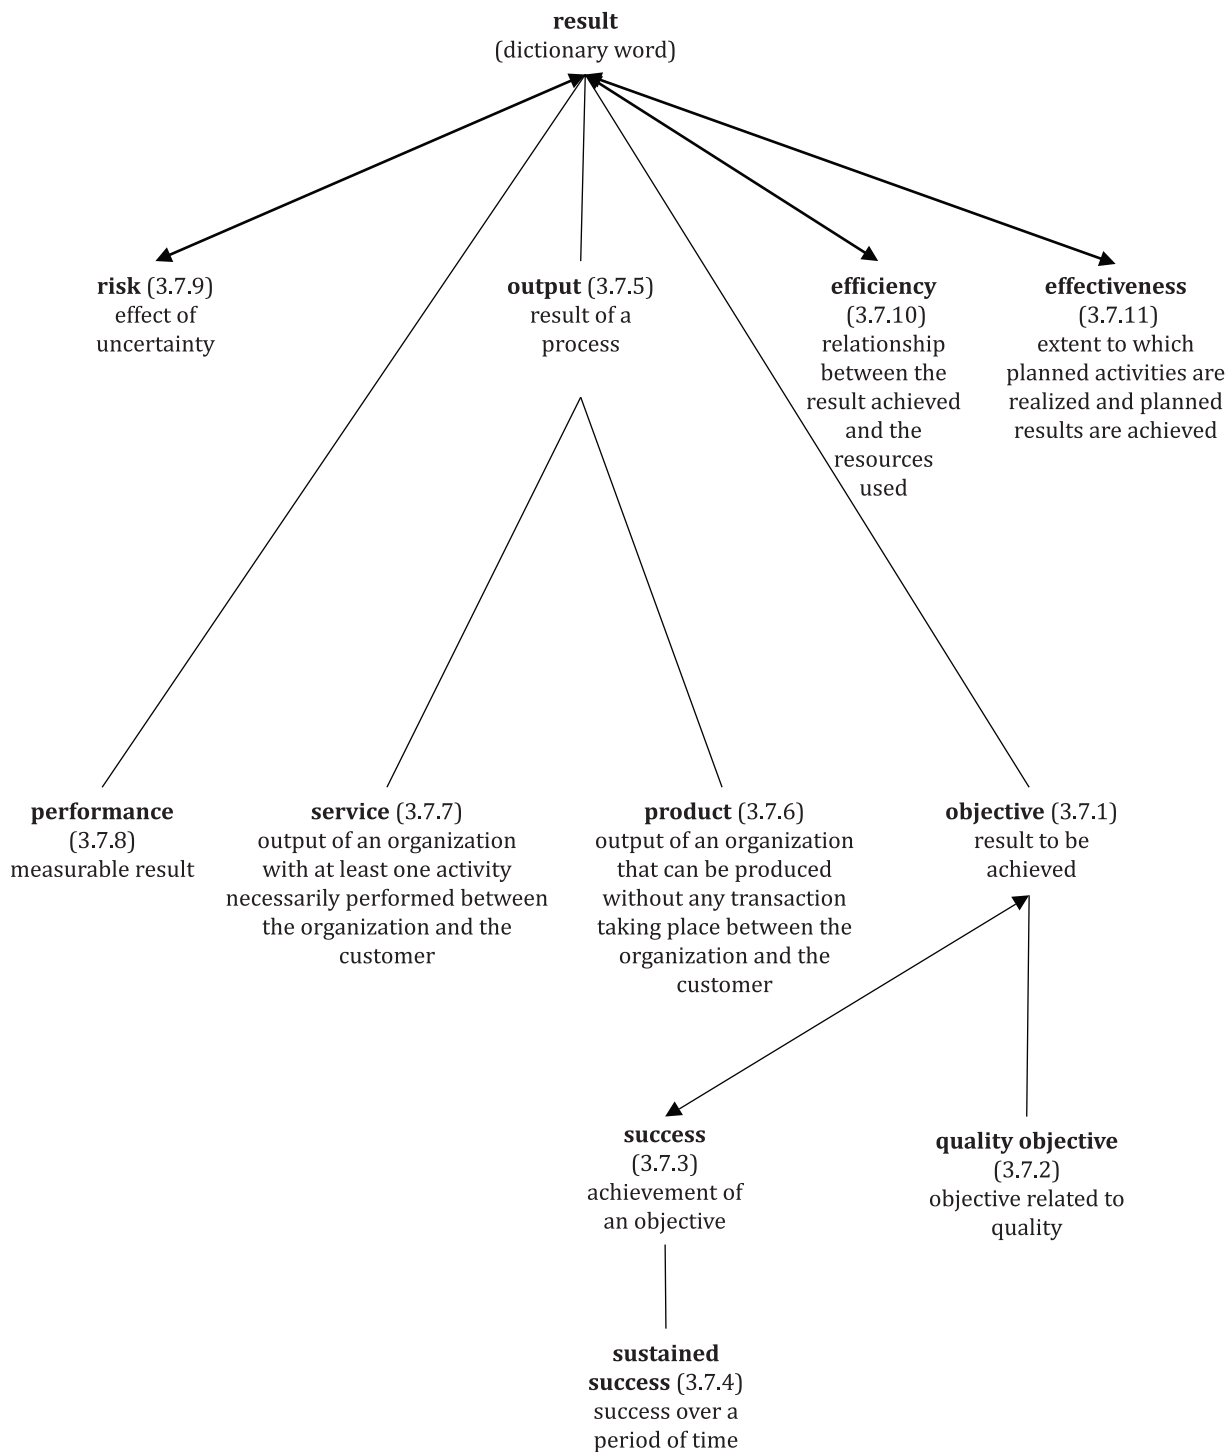 result
(dictionary word)
risk (3.7.9)
effect of
uncertainty
output (3.7.5)
result of a
process
efficiency
(3.7.10)
relationship
between the
result achieved
and the
resources
used
effectiveness
(3.7.11)
extent to which
planned activities are
realized and planned
results are achieved
performance
(3.7.8)
measurable result
service (3.7.7)
output of an organization
with at least one activity
necessarily performed between
the organization and the
customer
product (3.7.6)
output of an organization
that can be produced
without any transaction
taking place between the
organization and the
customer
objective (3.7.1)
result to be
achieved
success
(3.7.3)
achievement of
an objective
quality objective
(3.7.2)
objective related to
quality
sustained
success (3.7.4)
success over a
period of time